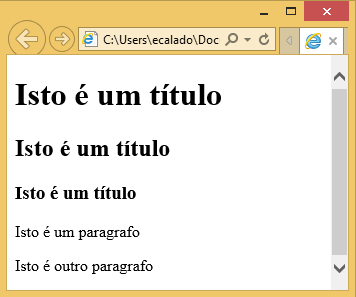 C:\Users\ecalado\Doc
Isto é um título
Isto é um título
Isto é um título
Isto é um paragrafo
Isto é outro paragrafo